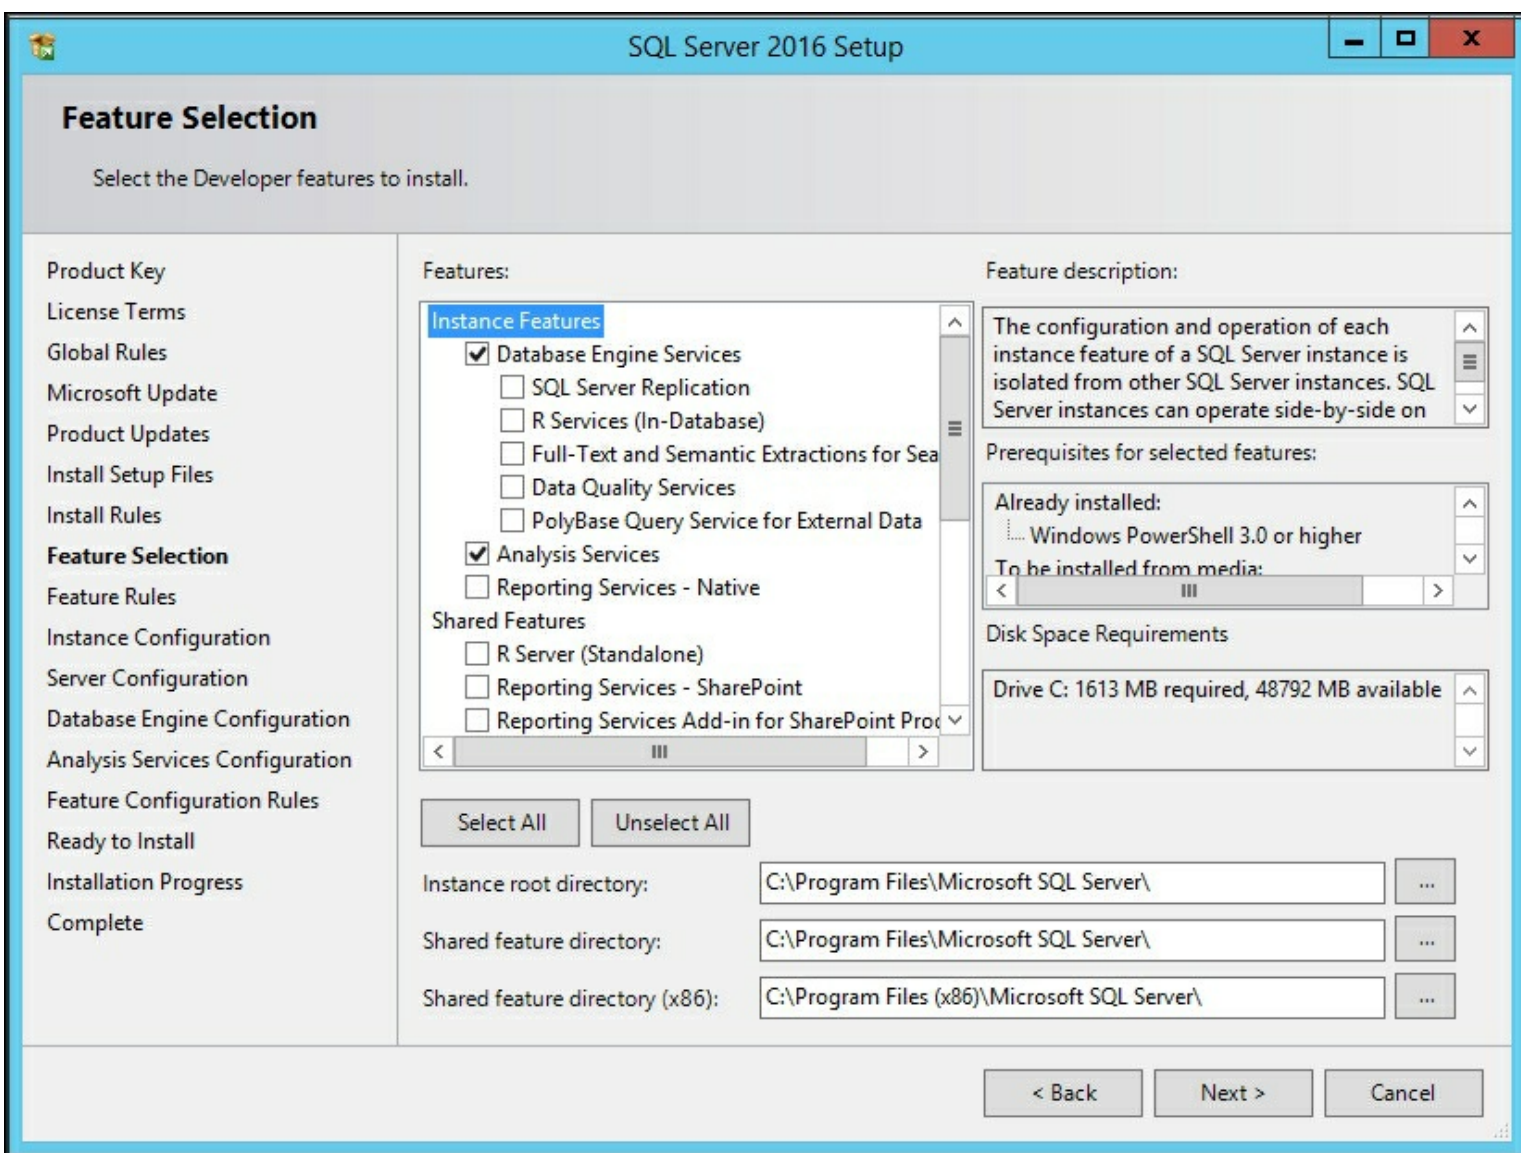 SQL Server 2016 Setup
Feature Selection
Select the Developer features to install.
Product Key
License Terms
Global Rules
Microsoft Update
Product Updates
Install Setup Files
Install Rules
Feature Selection
Feature Rules
Instance Configuration
Server Configuration
Database Engine Configuration
Analysis Services Configuration
Feature Configuration Rules
Ready to Install
Installation Progress
Complete
Features:
Instance Features
Database Engine Services
SQL Server Replication
R Services (In-Database)
Full-Text and Semantic Extractions for Sea
Data Quality Services
PolyBase Query Service for External Data
Analysis Services
Reporting Services - Native
Shared Features
R Server (Standalone)
Reporting Services - SharePoint
Reporting Services Add-in for SharePoint Proc
Select All
Unselect All
Feature description:
The configuration and operation of each
instance feature of a SQL Server instance is
isolated from other SQL Server instances. SQL
Server instances can operate side-by-side on
Prerequisites for selected features:
Already installed:
Windows PowerShell 3.0 or higher
To be installed from media:
Disk Space Requirements
Drive C: 1613 MB required, 48792 MB available
Instance root directory:
C:\Program Files\Microsoft SQL Server\
...
Shared feature directory:
C:\Program Files\Microsoft SQL Server\
...
Shared feature directory (x86):
C:\Program Files (x86)\Microsoft SQL Server\
...
< Back
Next >
Cancel